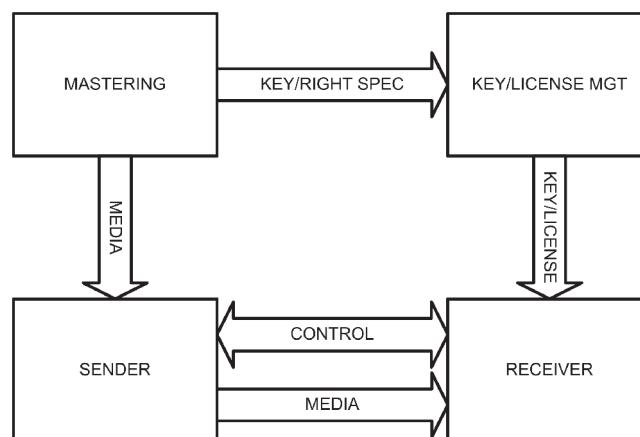 MASTERING
KEY/RIGHT SPEC
KEY/LICENSE MGT
MEDIA
KEY/LICENSE
SENDER
CONTROL
RECEIVER
MEDIA